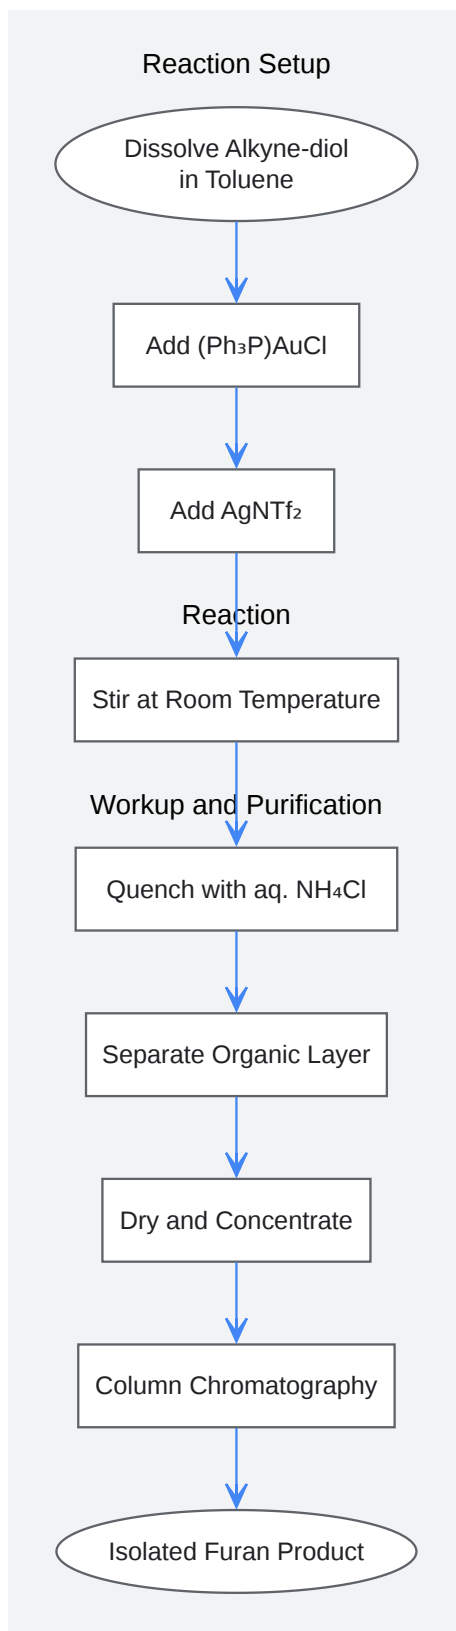 Reaction Setup
Dissolve Alkyne-diol
in Toluene
Add (Ph₃P)AuCl
Add AgNTf₂
Reaction
Stir at Room Temperature
Workup and Purification
Quench with aq. NH₄Cl
Separate Organic Layer
Dry and Concentrate
Column Chromatography
Isolated Furan Product